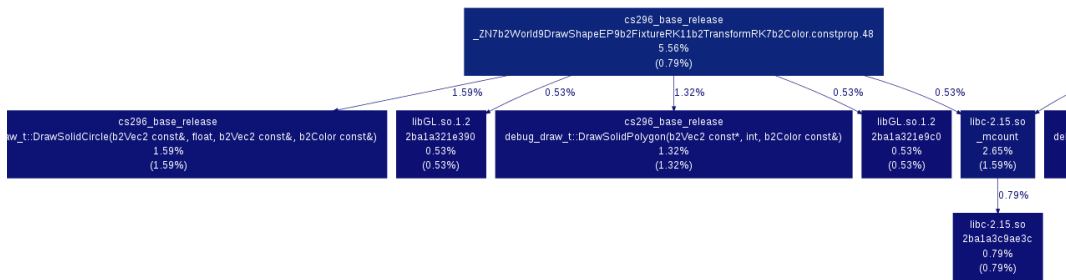 cs296_base_release
_ZN7b2World9DrawShapeEP9b2FixtureRK11b2TransformRK7b2Color.constprop.48
5.56%
(0.79%)
1.59%
0.53%
1.32%
0.53%
0.53%
cs296_base_release
aw_t::DrawSolidCircle(b2Vec2 const&, float, b2Vec2 const&, b2Color const&)
1.59%
(1.59%)
libGL.so.1.2
2ba1a321e390
0.53%
(0.53%)
cs296_base_release
debug_draw_t::DrawSolidPolygon(b2Vec2 const*, int, b2Color const&)
1.32%
(1.32%)
libGL.so.1.2
2ba1a321e9c0
0.53%
(0.53%)
libc-2.15.so
_mcount
2.65%
(1.59%)
de
0.79%
libc-2.15.so
2ba1a3c9ae3c
0.79%
(0.79%)